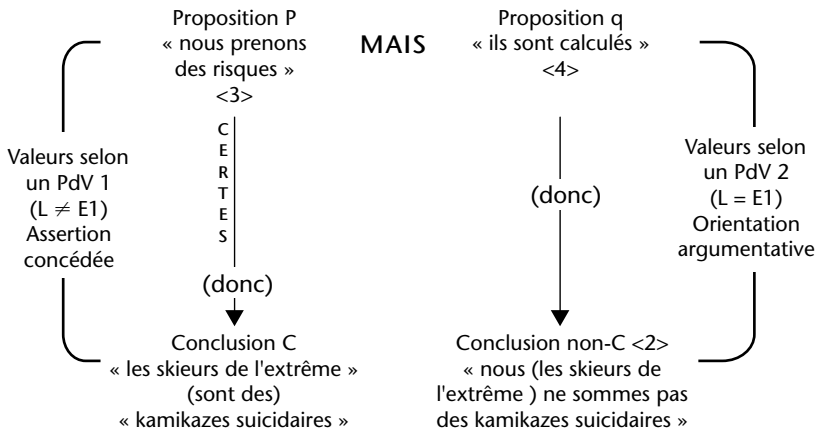 Proposition P
« nous prenons
des risques »
<3>
MAIS
Proposition q
« ils sont calculés »
<4>
Valeurs selon
un PdV 1
(L ≠ E1)
Assertion
concédée
C
E
R
T
E
S
(donc)
(donc)
Valeurs selon
un PdV 2
(L = E1)
Orientation
argumentative
Conclusion C
« les skieurs de l'extrême »
(sont des)
« kamikazes suicidaires »
Conclusion non-C <2>
« nous (les skieurs de
l'extrême ) ne sommes pas
des kamikazes suicidaires »